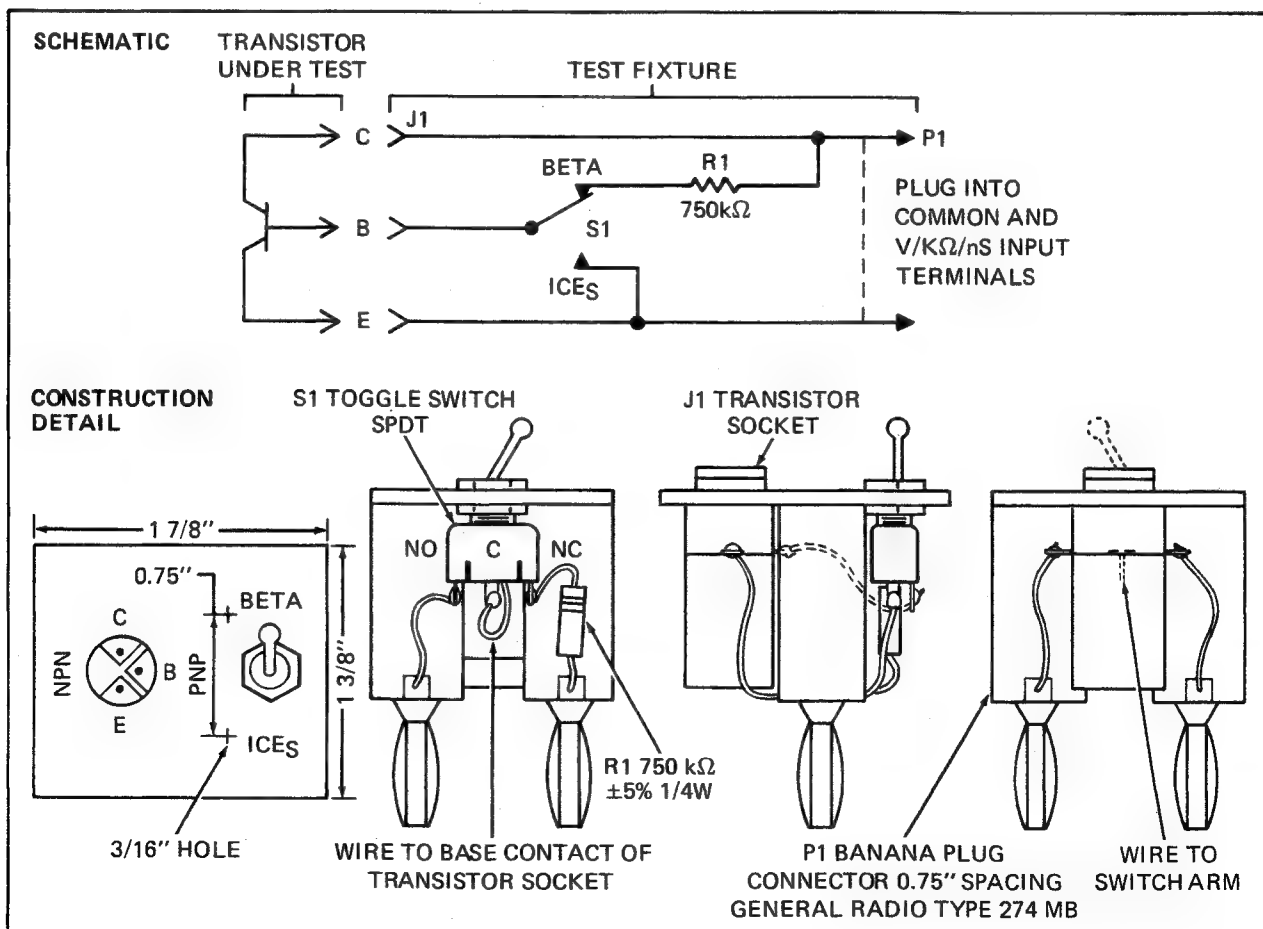 SCHEMATIC
TRANSISTOR
UNDER TEST
TEST FIXTURE
J1
C
P1
BETA
R1
750kΩ
B
S1
PLUG INTO
COMMON AND
V/KΩ/nS INPUT
TERMINALS
ICES
E
CONSTRUCTION
DETAIL
S1 TOGGLE SWITCH
SPDT
J1 TRANSISTOR
SOCKET
1 7/8"
0.75"
BETA
C
NPN
B
PNP
E
ICES
1 3/8"
3/16" HOLE
NO
C
NC
R1 750 kΩ
±5% 1/4W
WIRE TO BASE CONTACT OF
TRANSISTOR SOCKET
P1 BANANA PLUG
CONNECTOR 0.75" SPACING
GENERAL RADIO TYPE 274 MB
WIRE TO
SWITCH ARM